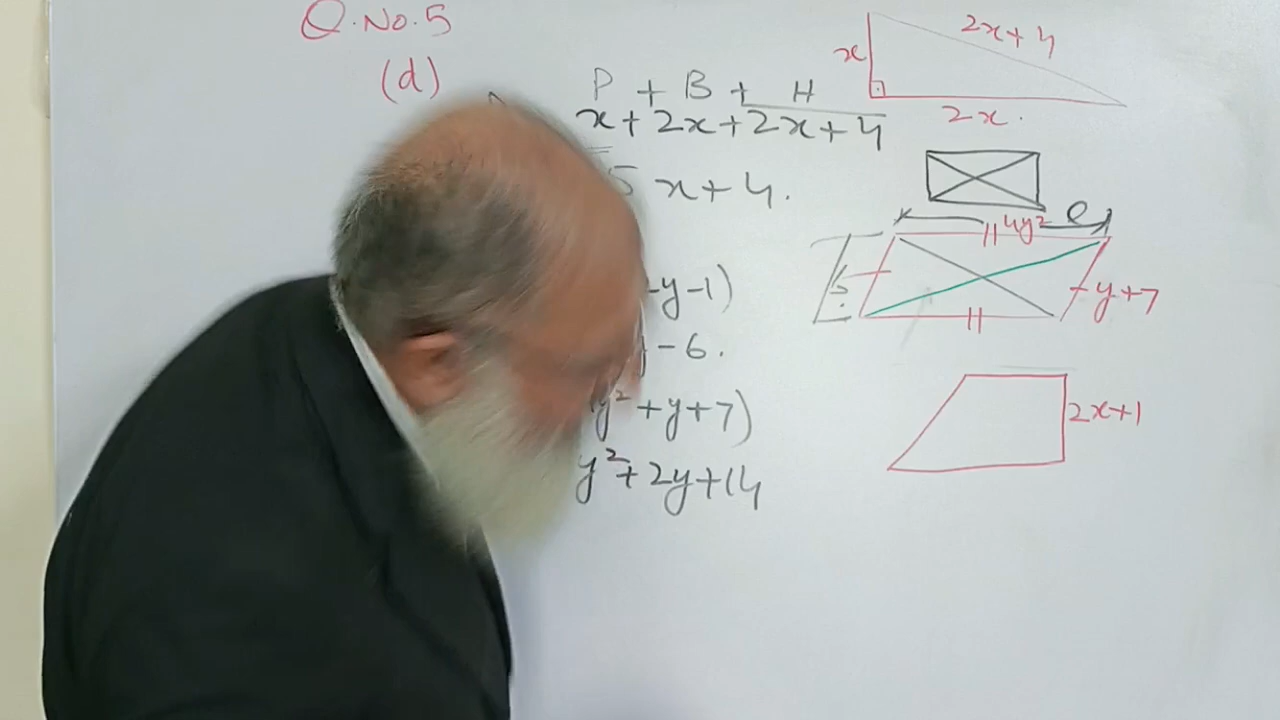 Q.No.5
(d)
P + B + H
x+2x+2x+4
= 5x+4.
-y-1)
-6.
y²+y+7)
y²+2y+14
x
2x+4
2x.
4y²
y+7
2x+1